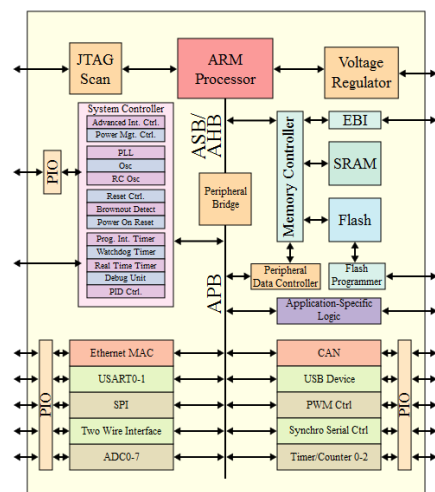 JTAG
Scan
ARM
Processor
Voltage
Regulator
System Controller
Advanced Int. Ctrl.
Power Mgt. Ctrl.
PLL
Osc
RC Osc
Reset Ctrl.
Brownout Detect
Power On Reset
Prog. Int. Timer
Watchdog Timer
Real Time Timer
Debug Unit
PID Ctrl.
PIO
ASB/
AHB
Peripheral
Bridge
APB
Memory Controller
EBI
SRAM
Flash
Peripheral
Data Controller
Flash
Programmer
Application-Specific
Logic
PIO
Ethernet MAC
USART0-1
SPI
Two Wire Interface
ADC0-7
CAN
USB Device
PWM Ctrl
Synchro Serial Ctrl
Timer/Counter 0-2
PIO